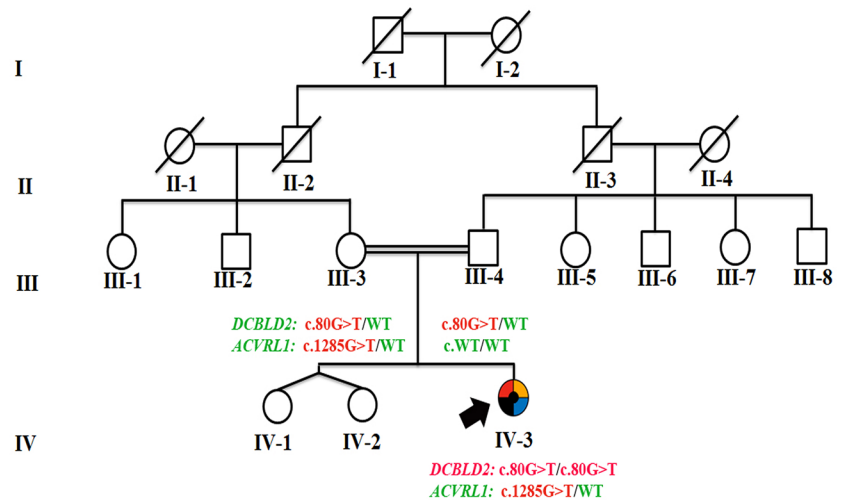 I
I-1 I-2
II-1 II-2 II-3 II-4
II
III-1 III-2 III-3 III-4 III-5 III-6 III-7 III-8
III
DCBLD2: c.80G>T/WT c.80G>T/WT
ACVRL1: c.1285G>T/WT c.WT/WT
IV-1 IV-2 IV-3
IV
DCBLD2: c.80G>T/c.80G>T
ACVRL1: c.1285G>T/WT